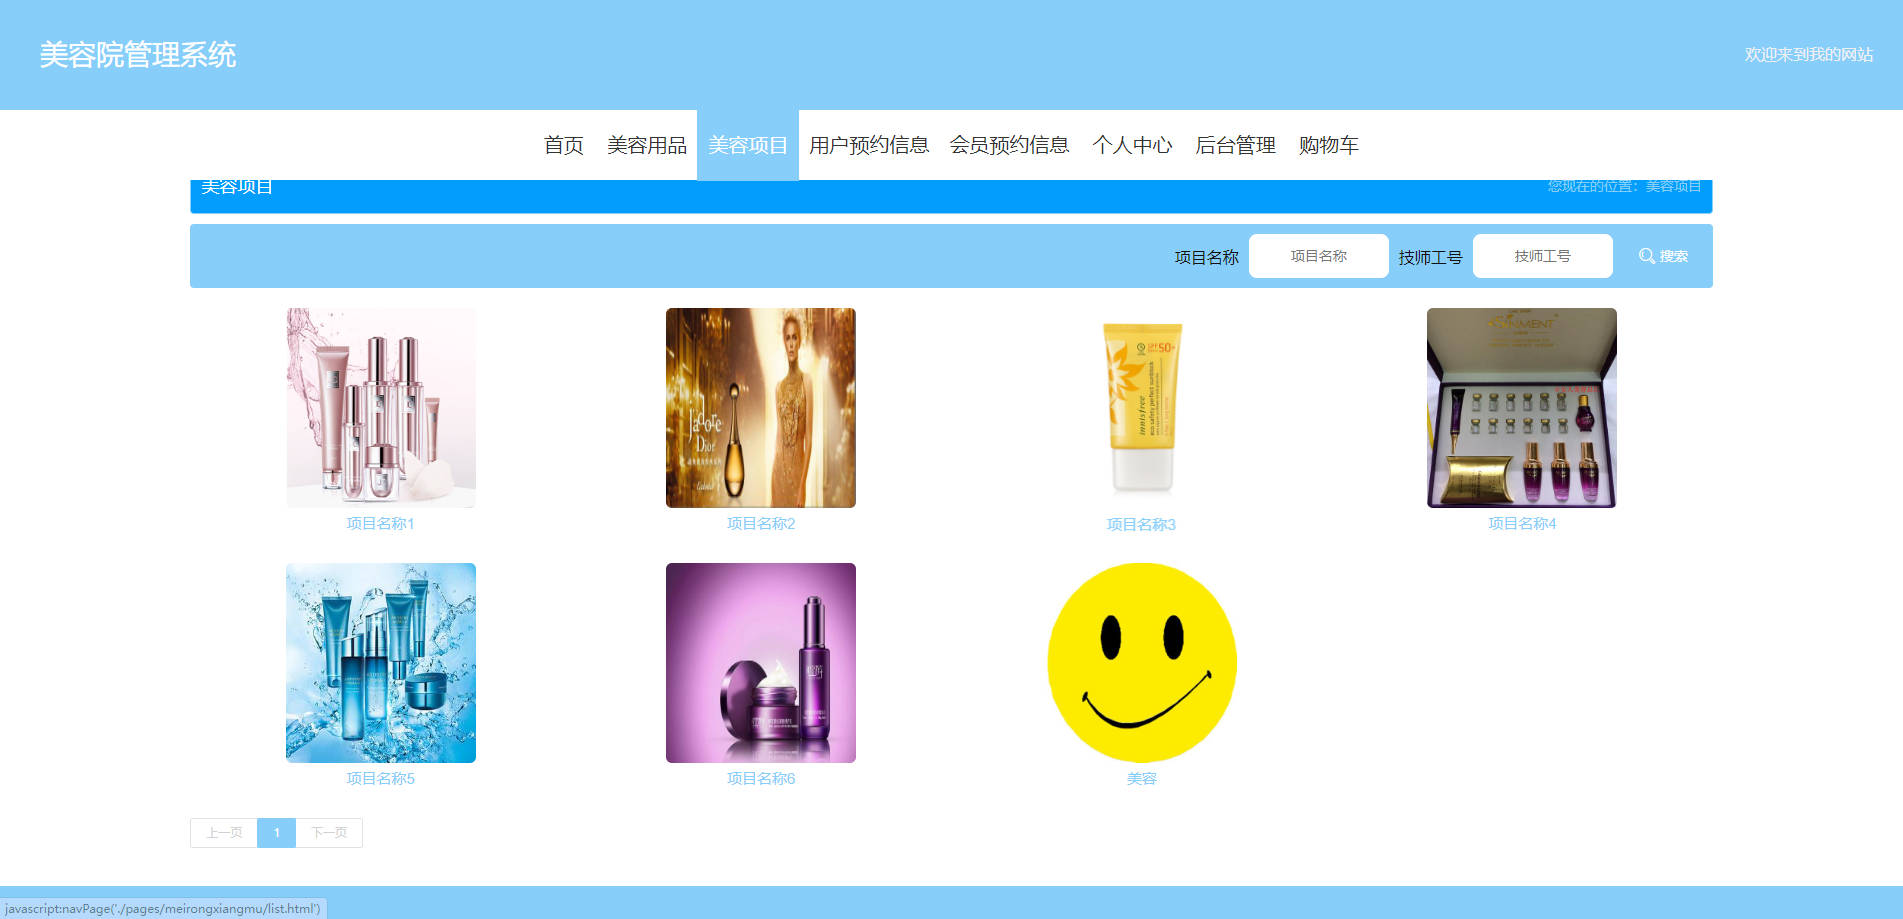 美容院管理系统
欢迎来到我的网站
首页 美容用品 美容项目 用户预约信息 会员预约信息 个人中心 后台管理 购物车
美容项目
您现在的位置：美容项目
项目名称 项目名称 技师工号 技师工号 搜索
j'adore
Dior
SPF 50+
innisfree
eco safety perfect sunblock
项目名称1 项目名称2 项目名称3 项目名称4
项目名称5 项目名称6 美容
上一页 1 下一页
javascript:navPage('./pages/meirongxiangmu/list.html')